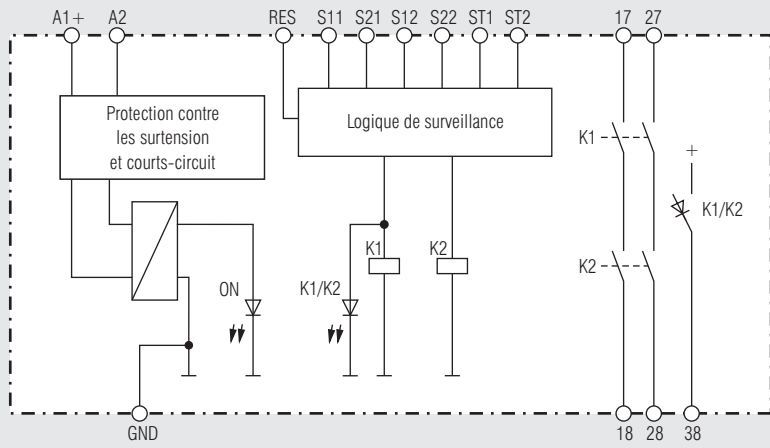 A1+ A2 RES S11 S21 S12 S22 ST1 ST2 17 27
Protection contre
les surtension
et courts-circuit
Logique de surveillance
K1
+
K1/K2
K1 K2
K2
ON K1/K2
GND 18 28 38